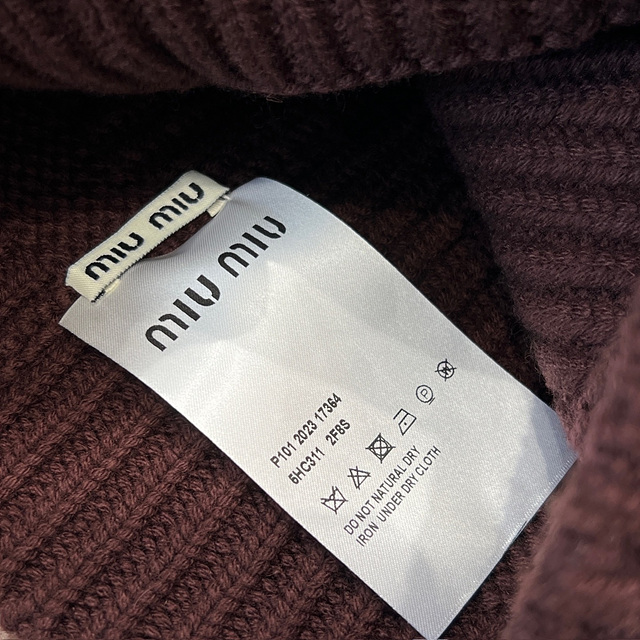 MIU MIU
MIU MIU
P101 2023 17364
5HC311 2F8S
P
DO NOT NATURAL DRY
IRON UNDER DRY CLOTH